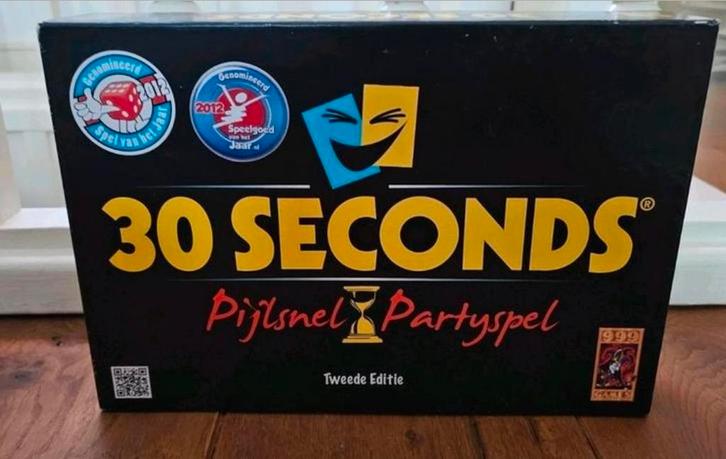 Genomineerd
2012
Spel van het Jaar
Genomineerd
2012
Speelgoed
van het
Jaar.nl
30 SECONDS®
Pijlsnel Partyspel
Tweede Editie
999
GAMES